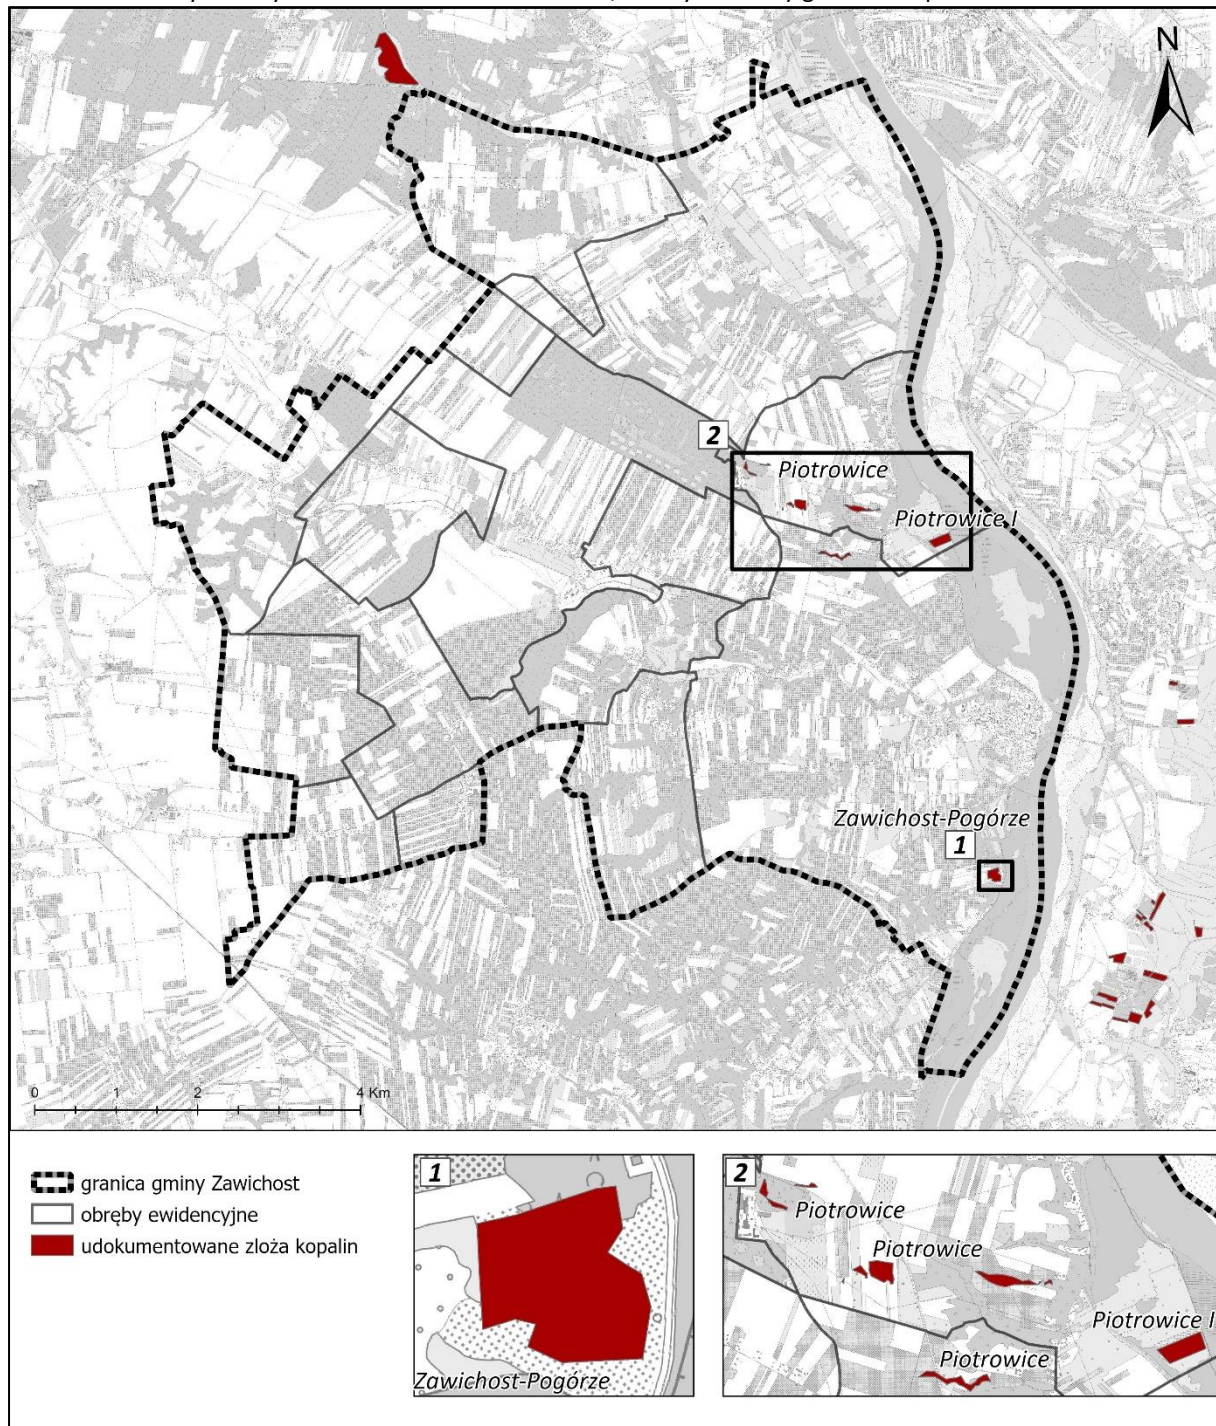 N
2
Piotrowice
Piotrowice I
Zawichost-Pogórze
1
0 1 2 4 Km
granica gminy Zawichost
obręby ewidencyjne
udokumentowane zloża kopalin
1
Zawichost-Pogórze
2
Piotrowice
Piotrowice
Piotrowice I
Piotrowice